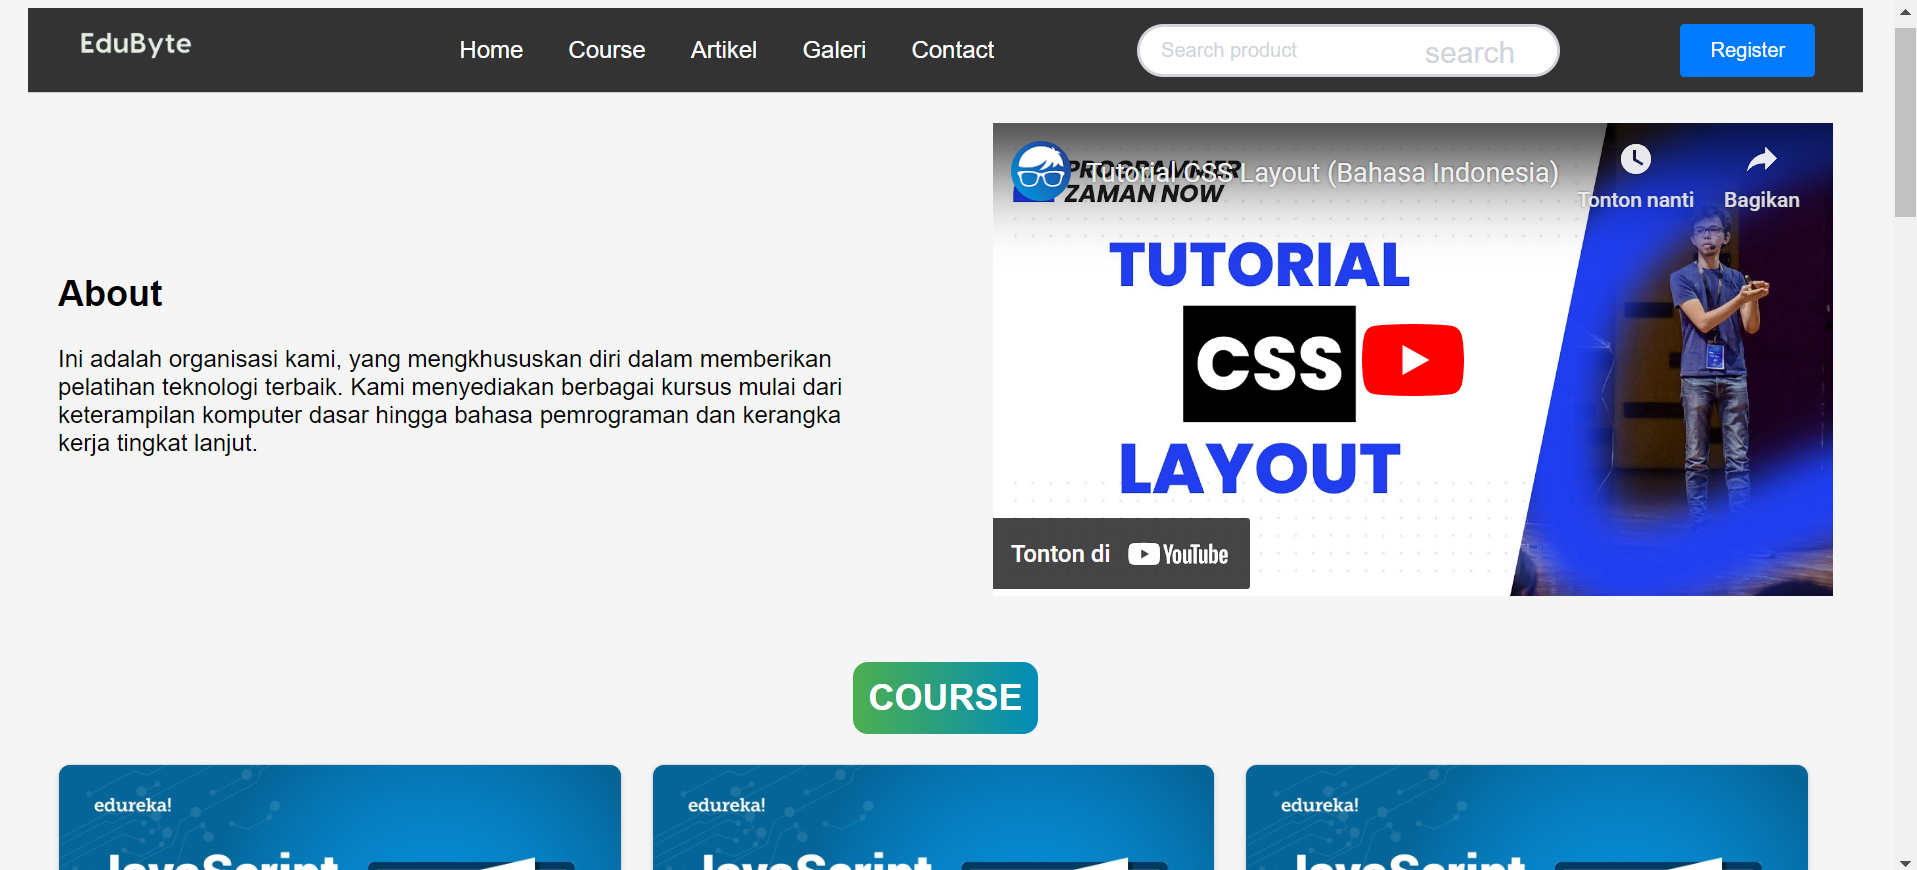 EduByte
Home Course Artikel Galeri Contact
Search product search
Register
About
Ini adalah organisasi kami, yang mengkhususkan diri dalam memberikan
pelatihan teknologi terbaik. Kami menyediakan berbagai kursus mulai dari
keterampilan komputer dasar hingga bahasa pemrograman dan kerangka
kerja tingkat lanjut.
PROGRAMMER
ZAMAN NOW
Tutorial CSS Layout (Bahasa Indonesia)
Tonton nanti
Bagikan
TUTORIAL
CSS
LAYOUT
Tonton di YouTube
COURSE
edureka!
JavaScript
edureka!
JavaScript
edureka!
JavaScript